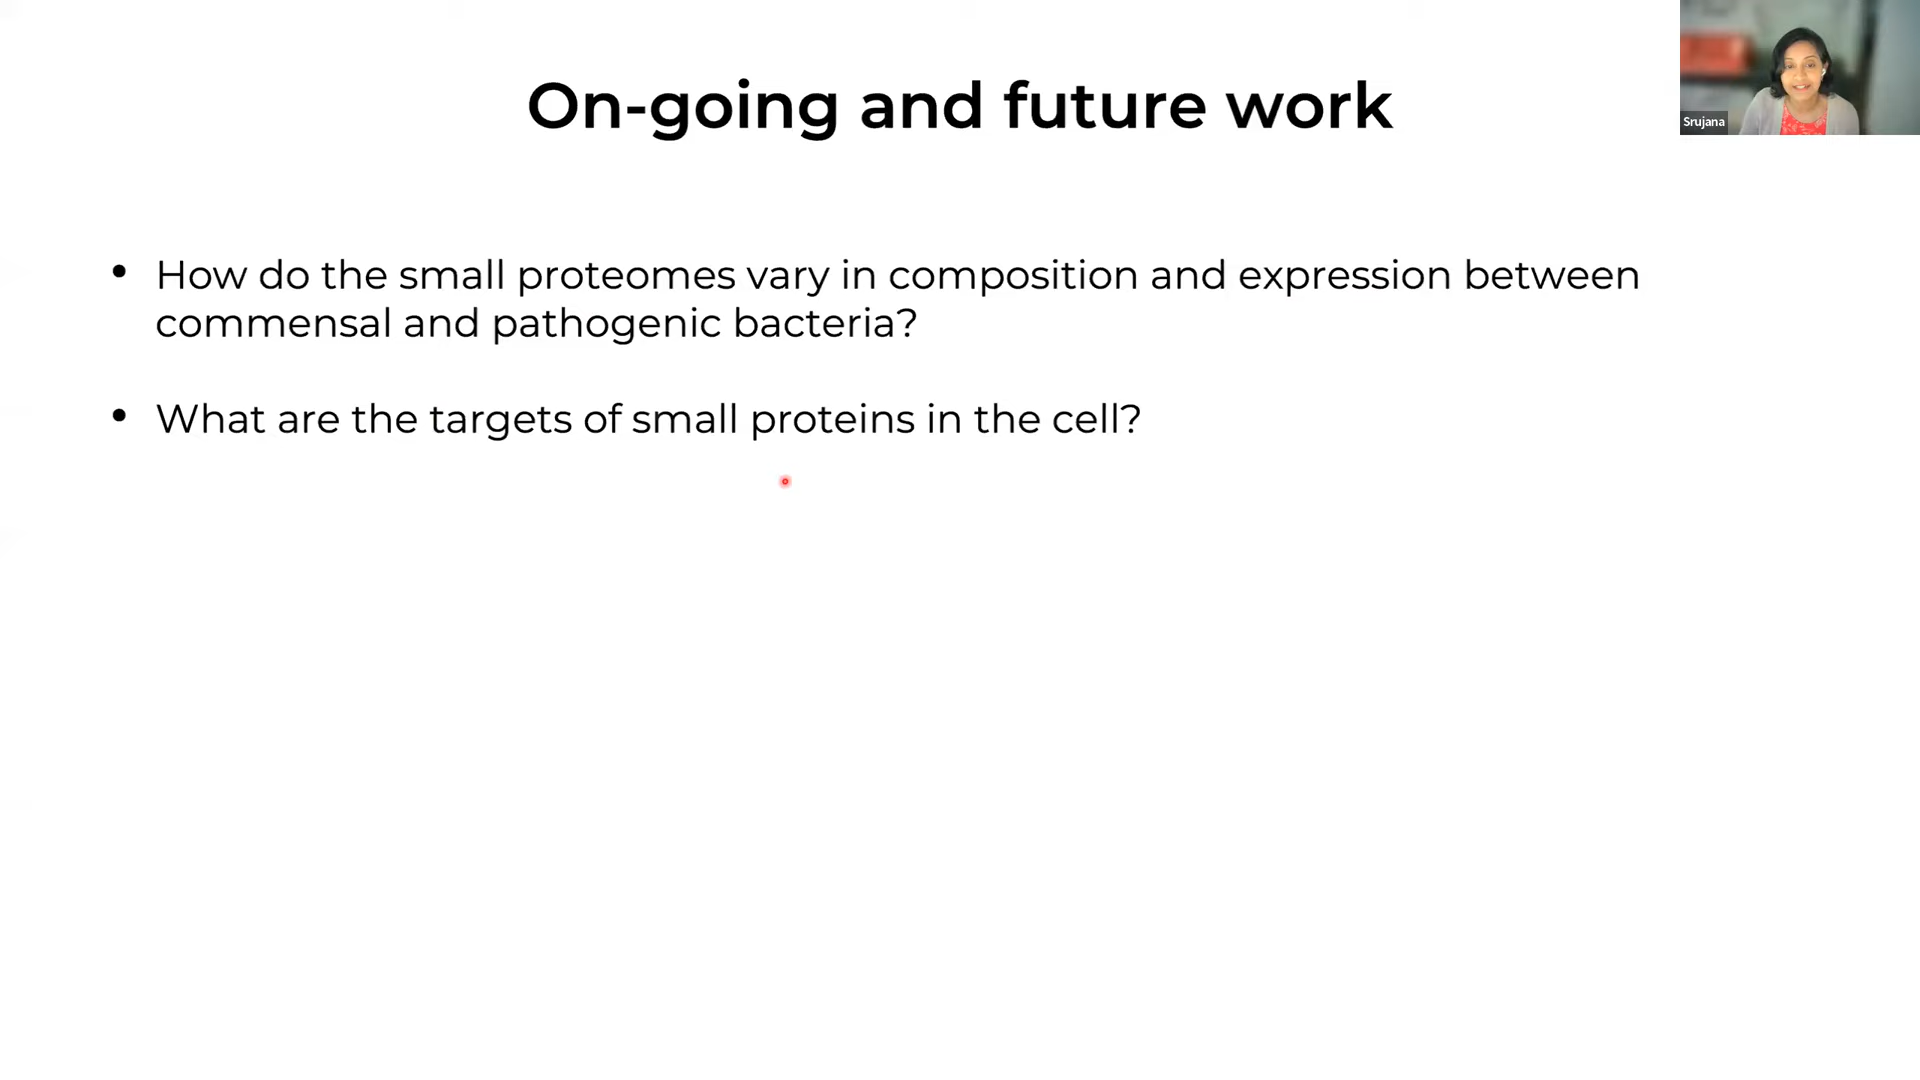 On-going and future work
Srujana
• How do the small proteomes vary in composition and expression between
commensal and pathogenic bacteria?
• What are the targets of small proteins in the cell?